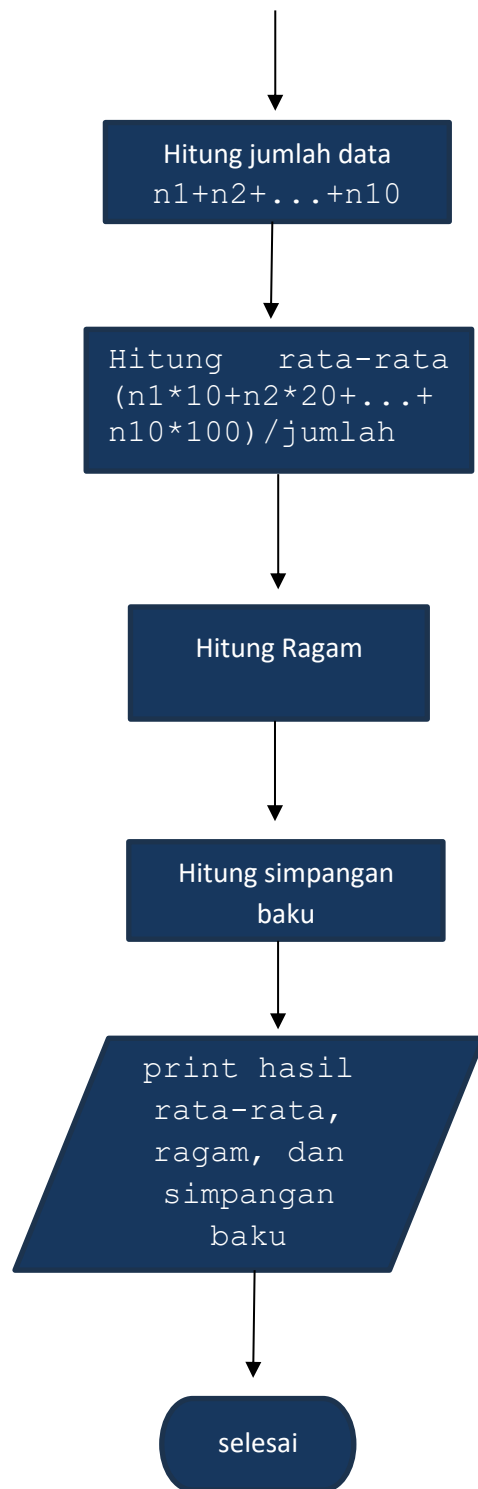 Hitung jumlah data
n1+n2+...+n10
Hitung rata-rata
(n1*10+n2*20+...+
n10*100)/jumlah
Hitung Ragam
Hitung simpangan
baku
print hasil
rata-rata,
ragam, dan
simpangan
baku
selesai